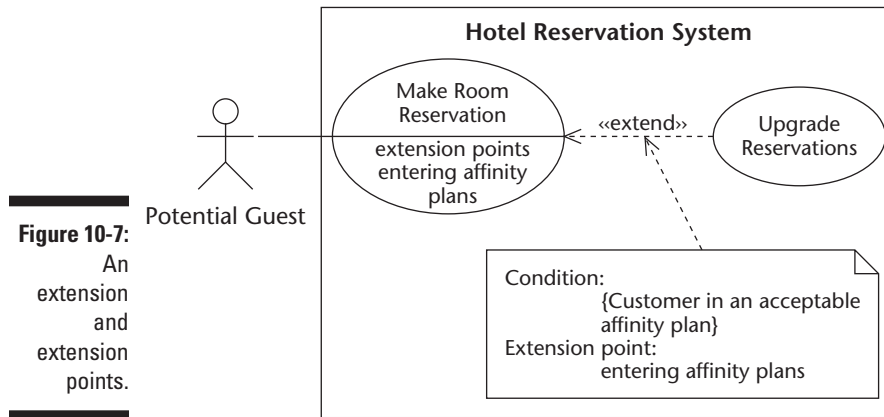 Hotel Reservation System
Make Room
Reservation
extension points
entering affinity
plans
«extend»
Upgrade
Reservations
Potential Guest
Condition:
{Customer in an acceptable
affinity plan}
Extension point:
entering affinity plans
Figure 10-7:
An
extension
and
extension
points.